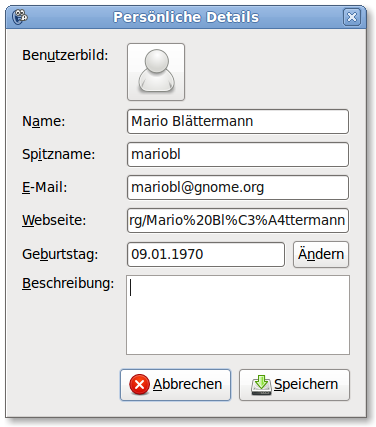 Persönliche Details
Benutzerbild:
Name: Mario Blättermann
Spitzname: mariobl
E-Mail: mariobl@gnome.org
Webseite: rg/Mario%20Bl%C3%A4ttermann
Geburtstag: 09.01.1970 Ändern
Beschreibung:
Abbrechen Speichern